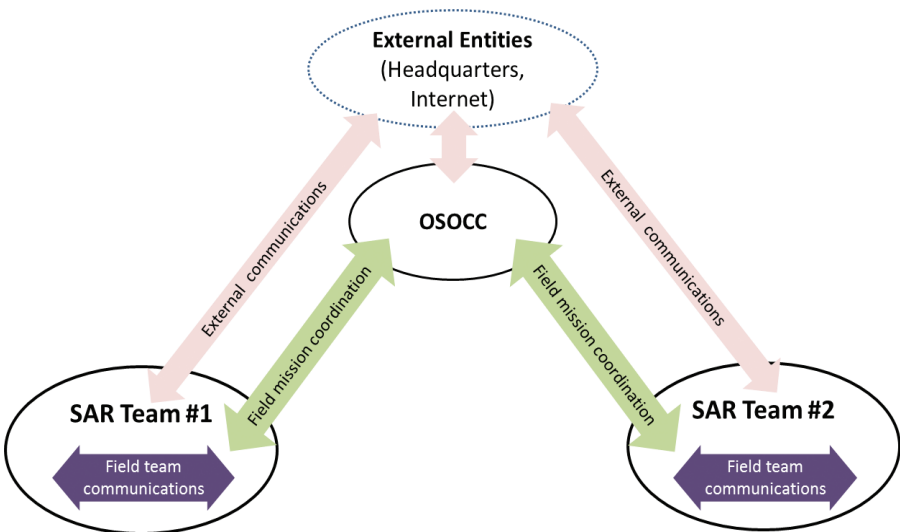 External Entities
(Headquarters,
Internet)
OSOCC
External communications
External communications
Field mission coordination
Field mission coordination
SAR Team #1
Field team
communications
SAR Team #2
Field team
communications